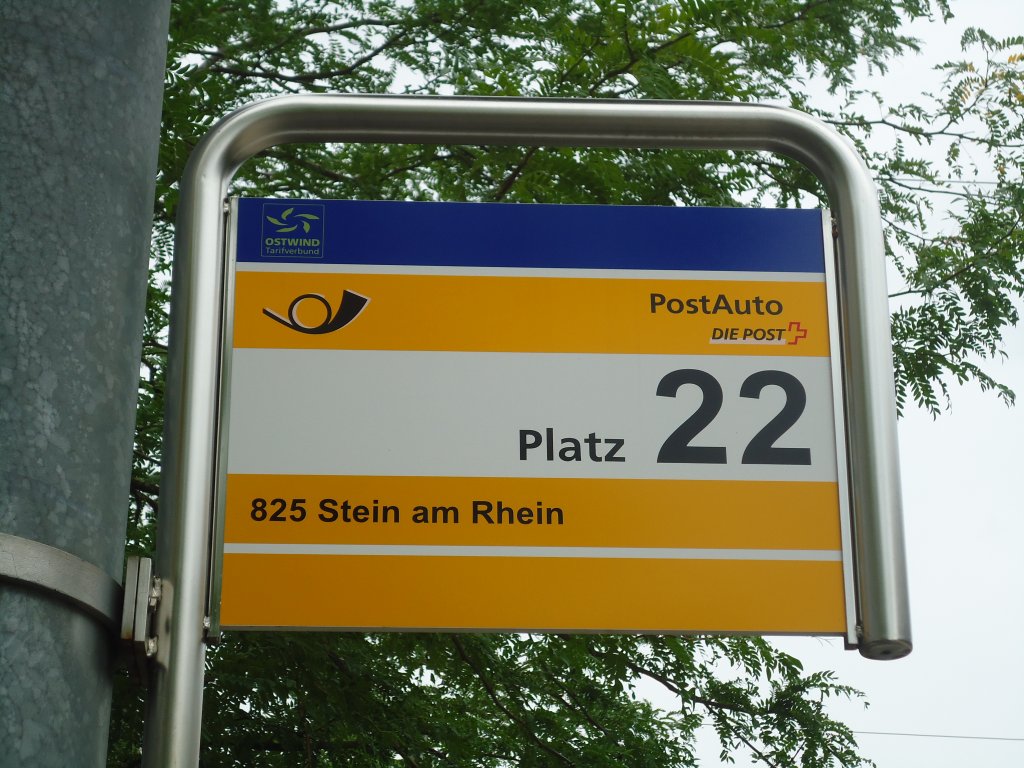 OSTWIND
Tarifverbund
PostAuto
DIE POST
Platz 22
825 Stein am Rhein